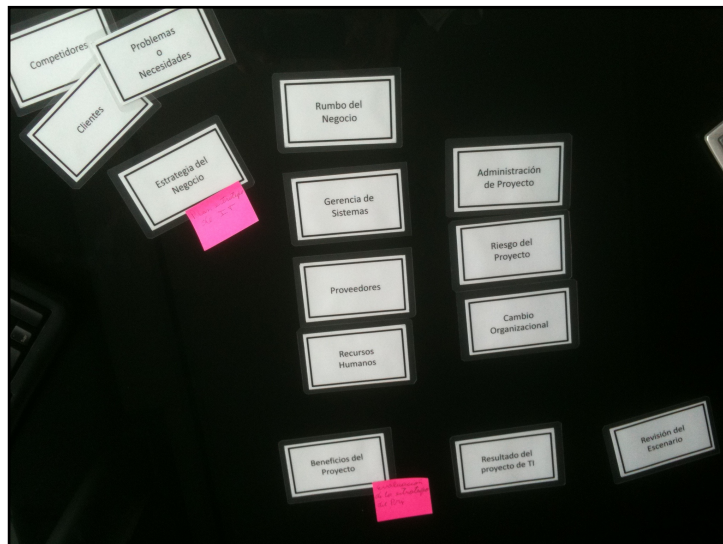 Competidores
Problemas
o
Necesidades
Clientes
Estrategia del
Negocio
Rumbo del
Negocio
Gerencia de
Sistemas
Proveedores
Recursos
Humanos
Administración
de Proyecto
Riesgo del
Proyecto
Cambio
Organizacional
Beneficios del
Proyecto
Resultado del
proyecto de TI
Revisión del
Escenario